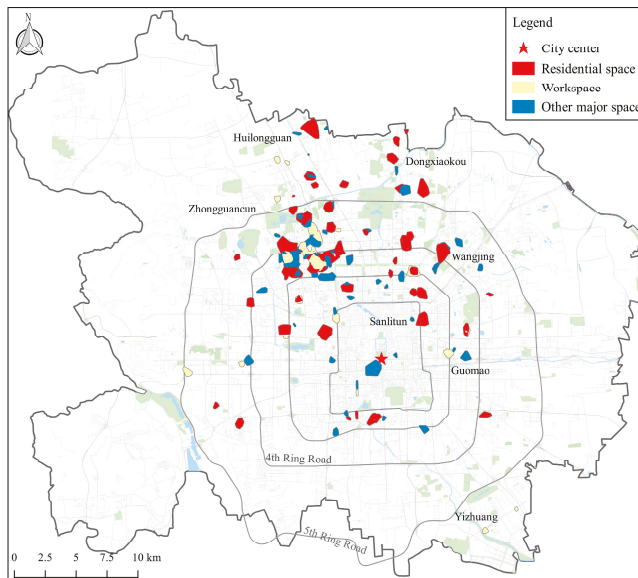 N
Legend
City center
Residential space
Workspace
Other major space
Huilongguan
Dongxiaokou
Zhongguancun
Wangjing
Sanlitun
Guomao
4th Ring Road
Yizhuang
5th Ring Road
0 2.5 5 7.5 10 km